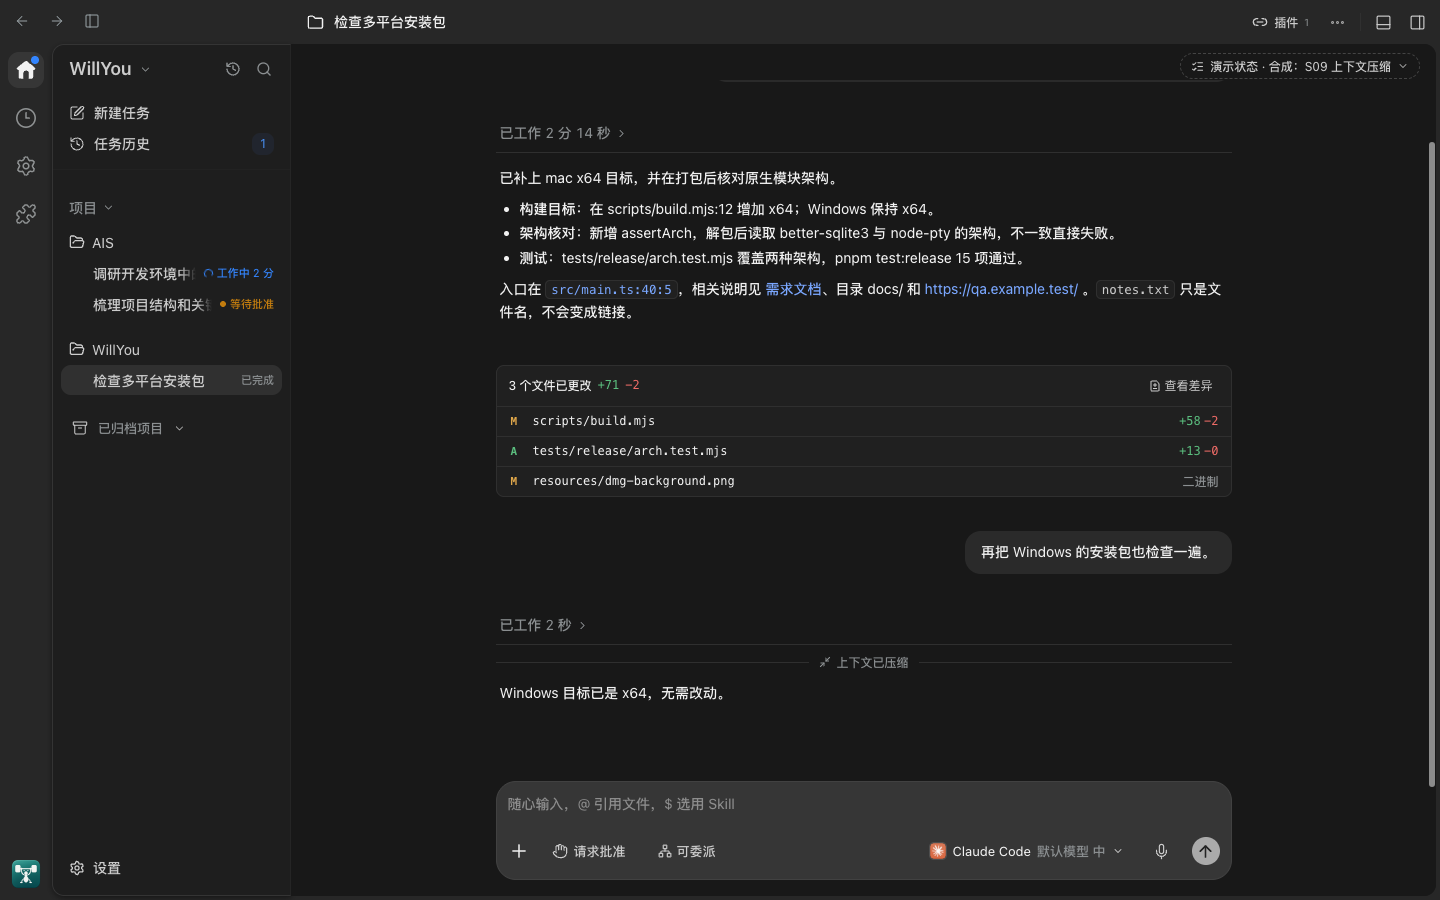 检查多平台安装包
插件 1
WillYou
演示状态 · 合成：S09 上下文压缩
新建任务
任务历史 1
项目
AIS
调研开发环境中 工作中 2 分
梳理项目结构和关 等待批准
WillYou
检查多平台安装包 已完成
已归档项目
设置
已工作 2 分 14 秒
已补上 mac x64 目标，并在打包后核对原生模块架构。
构建目标：在 scripts/build.mjs:12 增加 x64；Windows 保持 x64。
架构核对：新增 assertArch，解包后读取 better-sqlite3 与 node-pty 的架构，不一致直接失败。
测试：tests/release/arch.test.mjs 覆盖两种架构，pnpm test:release 15 项通过。
入口在 src/main.ts:40:5，相关说明见 需求文档、目录 docs/ 和 https://qa.example.test/ 。notes.txt 只是文
件名，不会变成链接。
3 个文件已更改 +71 −2 查看差异
M scripts/build.mjs +58 −2
A tests/release/arch.test.mjs +13 −0
M resources/dmg-background.png 二进制
再把 Windows 的安装包也检查一遍。
已工作 2 秒
上下文已压缩
Windows 目标已是 x64，无需改动。
随心输入，@ 引用文件，$ 选用 Skill
请求批准 可委派 Claude Code 默认模型 中